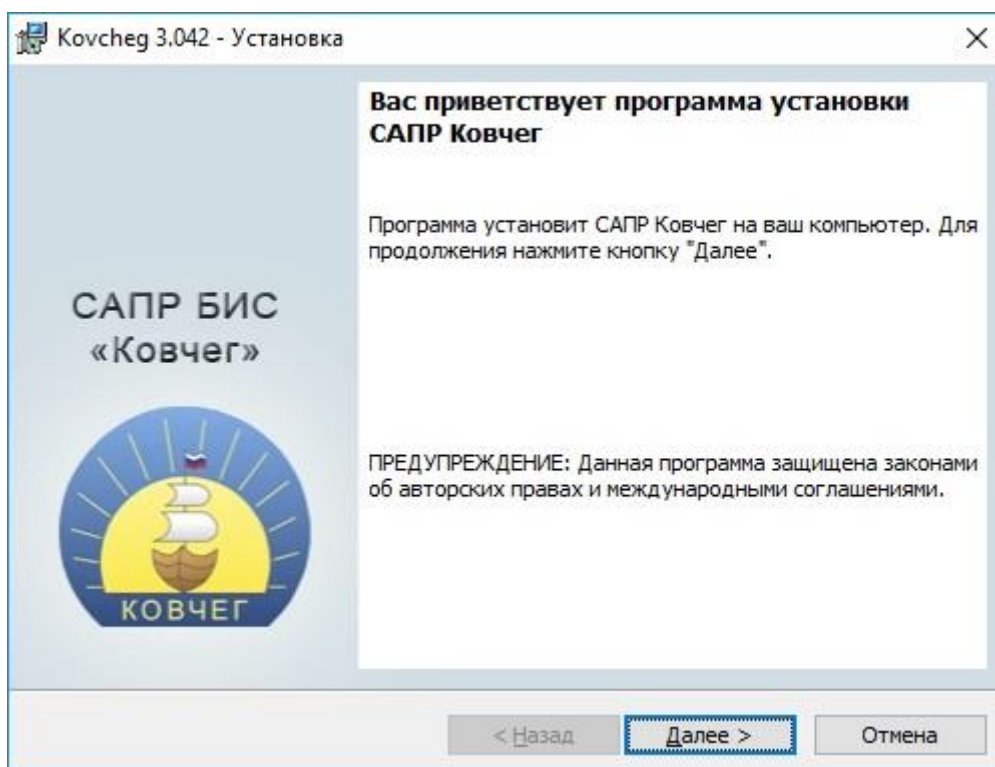 Kovcheg 3.042 - Установка
Вас приветствует программа установки
САПР Ковчег
Программа установит САПР Ковчег на ваш компьютер. Для
продолжения нажмите кнопку "Далее".
САПР БИС
«Ковчег»
КОВЧЕГ
ПРЕДУПРЕЖДЕНИЕ: Данная программа защищена законами
об авторских правах и международными соглашениями.
< Назад
Далее >
Отмена